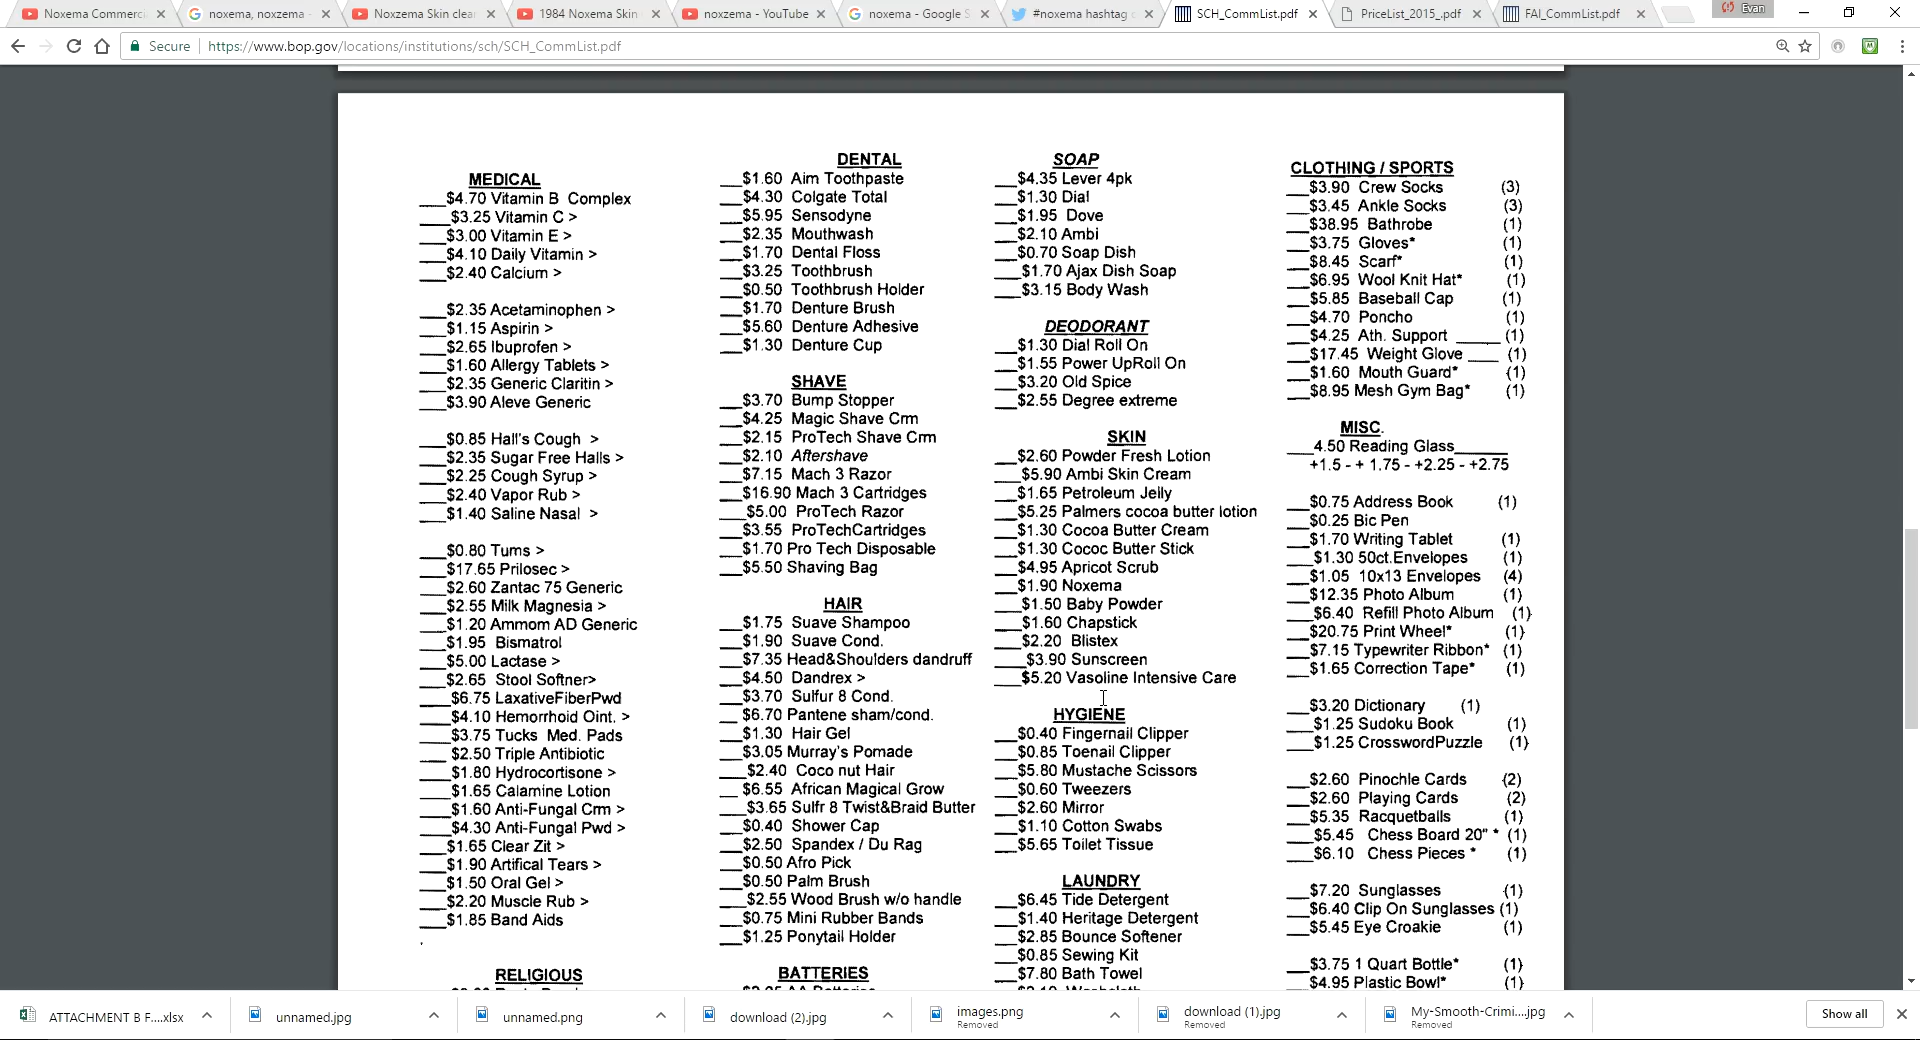 Noxema Commerci
noxema, noxzema -
Noxzema Skin clea
1984 Noxema Skin
noxzema - YouTube
noxema - Google S
#noxema hashtag o
SCH_CommList.pdf
PriceList_2015_.pdf
FAI_CommList.pdf
Evan
Secure
https://www.bop.gov/locations/institutions/sch/SCH_CommList.pdf
MEDICAL
___$4.70 Vitamin B Complex
___$3.25 Vitamin C >
___$3.00 Vitamin E >
___$4.10 Daily Vitamin >
___$2.40 Calcium >
___$2.35 Acetaminophen >
___$1.15 Aspirin >
___$2.65 Ibuprofen >
___$1.60 Allergy Tablets >
___$2.35 Generic Claritin >
___$3.90 Aleve Generic
___$0.85 Hall's Cough >
___$2.35 Sugar Free Halls >
___$2.25 Cough Syrup >
___$2.40 Vapor Rub >
___$1.40 Saline Nasal >
___$0.80 Tums >
___$17.65 Prilosec >
___$2.60 Zantac 75 Generic
___$2.55 Milk Magnesia >
___$1.20 Ammom AD Generic
___$1.95 Bismatrol
___$5.00 Lactase >
___$2.65 Stool Softner>
___$6.75 LaxativeFiberPwd
___$4.10 Hemorrhoid Oint. >
___$3.75 Tucks Med. Pads
___$2.50 Triple Antibiotic
___$1.80 Hydrocortisone >
___$1.65 Calamine Lotion
___$1.60 Anti-Fungal Crm >
___$4.30 Anti-Fungal Pwd >
___$1.65 Clear Zit >
___$1.90 Artifical Tears >
___$1.50 Oral Gel >
___$2.20 Muscle Rub >
___$1.85 Band Aids
RELIGIOUS
DENTAL
___$1.60 Aim Toothpaste
___$4.30 Colgate Total
___$5.95 Sensodyne
___$2.35 Mouthwash
___$1.70 Dental Floss
___$3.25 Toothbrush
___$0.50 Toothbrush Holder
___$1.70 Denture Brush
___$5.60 Denture Adhesive
___$1.30 Denture Cup
SHAVE
___$3.70 Bump Stopper
___$4.25 Magic Shave Crm
___$2.15 ProTech Shave Crm
___$2.10 Aftershave
___$7.15 Mach 3 Razor
___$16.90 Mach 3 Cartridges
___$5.00 ProTech Razor
___$3.55 ProTechCartridges
___$1.70 Pro Tech Disposable
___$5.50 Shaving Bag
HAIR
___$1.75 Suave Shampoo
___$1.90 Suave Cond.
___$7.35 Head&Shoulders dandruff
___$4.50 Dandrex >
___$3.70 Sulfur 8 Cond.
___$6.70 Pantene sham/cond.
___$1.30 Hair Gel
___$3.05 Murray's Pomade
___$2.40 Coco nut Hair
___$6.55 African Magical Grow
___$3.65 Sulfr 8 Twist&Braid Butter
___$0.40 Shower Cap
___$2.50 Spandex / Du Rag
___$0.50 Afro Pick
___$0.50 Palm Brush
___$2.55 Wood Brush w/o handle
___$0.75 Mini Rubber Bands
___$1.25 Ponytail Holder
BATTERIES
SOAP
___$4.35 Lever 4pk
___$1.30 Dial
___$1.95 Dove
___$2.10 Ambi
___$0.70 Soap Dish
___$1.70 Ajax Dish Soap
___$3.15 Body Wash
DEODORANT
___$1.30 Dial Roll On
___$1.55 Power UpRoll On
___$3.20 Old Spice
___$2.55 Degree extreme
SKIN
___$2.60 Powder Fresh Lotion
___$5.90 Ambi Skin Cream
___$1.65 Petroleum Jelly
___$5.25 Palmers cocoa butter lotion
___$1.30 Cocoa Butter Cream
___$1.30 Cococ Butter Stick
___$4.95 Apricot Scrub
___$1.90 Noxema
___$1.50 Baby Powder
___$1.60 Chapstick
___$2.20 Blistex
___$3.90 Sunscreen
___$5.20 Vasoline Intensive Care
HYGIENE
___$0.40 Fingernail Clipper
___$0.85 Toenail Clipper
___$5.80 Mustache Scissors
___$0.60 Tweezers
___$2.60 Mirror
___$1.10 Cotton Swabs
___$5.65 Toilet Tissue
LAUNDRY
___$6.45 Tide Detergent
___$1.40 Heritage Detergent
___$2.85 Bounce Softener
___$0.85 Sewing Kit
___$7.80 Bath Towel
CLOTHING / SPORTS
___$3.90 Crew Socks (3)
___$3.45 Ankle Socks (3)
___$38.95 Bathrobe (1)
___$3.75 Gloves* (1)
___$8.45 Scarf* (1)
___$6.95 Wool Knit Hat* (1)
___$5.85 Baseball Cap (1)
___$4.70 Poncho (1)
___$4.25 Ath. Support _____ (1)
___$17.45 Weight Glove ____ (1)
___$1.60 Mouth Guard* (1)
___$8.95 Mesh Gym Bag* (1)
MISC.
___4.50 Reading Glass______
+1.5 - + 1.75 - +2.25 - +2.75
___$0.75 Address Book (1)
___$0.25 Bic Pen
___$1.70 Writing Tablet (1)
___$1.30 50ct.Envelopes (1)
___$1.05 10x13 Envelopes (4)
___$12.35 Photo Album (1)
___$6.40 Refill Photo Album (1)
___$20.75 Print Wheel* (1)
___$7.15 Typewriter Ribbon* (1)
___$1.65 Correction Tape* (1)
___$3.20 Dictionary (1)
___$1.25 Sudoku Book (1)
___$1.25 CrosswordPuzzle (1)
___$2.60 Pinochle Cards (2)
___$2.60 Playing Cards (2)
___$5.35 Racquetballs (1)
___$5.45 Chess Board 20" * (1)
___$6.10 Chess Pieces * (1)
___$7.20 Sunglasses (1)
___$6.40 Clip On Sunglasses (1)
___$5.45 Eye Croakie (1)
___$3.75 1 Quart Bottle* (1)
___$4.95 Plastic Bowl* (1)
ATTACHMENT B F....xlsx
unnamed.jpg
unnamed.png
download (2).jpg
images.png
Removed
download (1).jpg
Removed
My-Smooth-Crimi....jpg
Removed
Show all